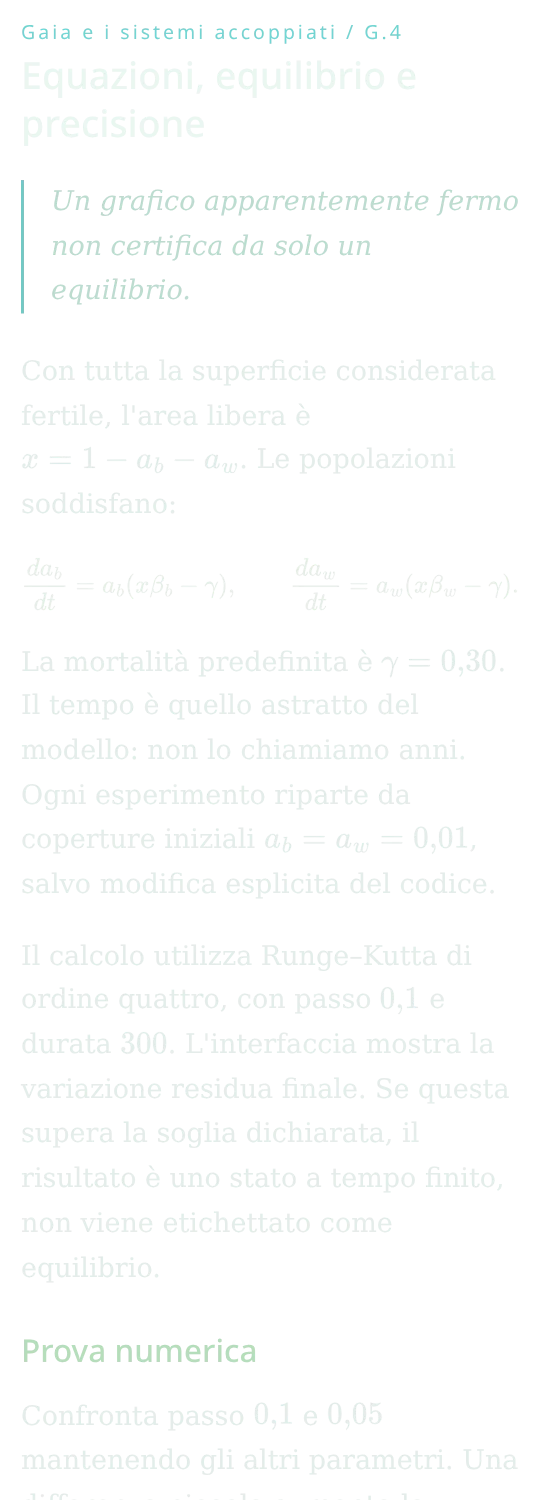 Gaia e i sistemi accoppiati / G.4
Equazioni, equilibrio e
precisione
Un grafico apparentemente fermo
non certifica da solo un
equilibrio.
Con tutta la superficie considerata
fertile, l'area libera è
x = 1 − a_b − a_w. Le popolazioni
soddisfano:
da_b/dt = a_b(xβ_b − γ), da_w/dt = a_w(xβ_w − γ).
La mortalità predefinita è γ = 0,30.
Il tempo è quello astratto del
modello: non lo chiamiamo anni.
Ogni esperimento riparte da
coperture iniziali a_b = a_w = 0,01,
salvo modifica esplicita del codice.
Il calcolo utilizza Runge–Kutta di
ordine quattro, con passo 0,1 e
durata 300. L'interfaccia mostra la
variazione residua finale. Se questa
supera la soglia dichiarata, il
risultato è uno stato a tempo finito,
non viene etichettato come
equilibrio.
Prova numerica
Confronta passo 0,1 e 0,05
mantenendo gli altri parametri. Una